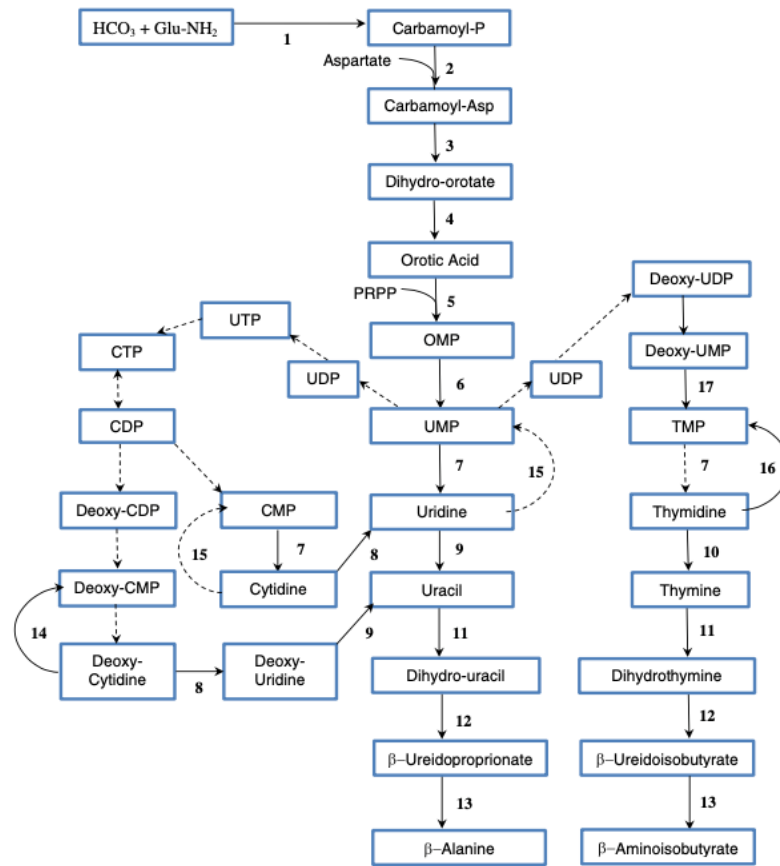 HCO3 + Glu-NH2
1
Carbamoyl-P
Aspartate
2
Carbamoyl-Asp
3
Dihydro-orotate
4
Orotic Acid
PRPP
5
Deoxy-UDP
UTP
OMP
Deoxy-UMP
CTP
UDP
6
UDP
17
CDP
UMP
TMP
7
15
7
16
Deoxy-CDP
CMP
Uridine
Thymidine
15
7
8
9
10
Deoxy-CMP
Cytidine
Uracil
Thymine
14
9
11
11
Deoxy-
Cytidine
8
Deoxy-
Uridine
Dihydro-uracil
Dihydrothymine
12
12
β–Ureidoproprionate
β–Ureidoisobutyrate
13
13
β–Alanine
β–Aminoisobutyrate